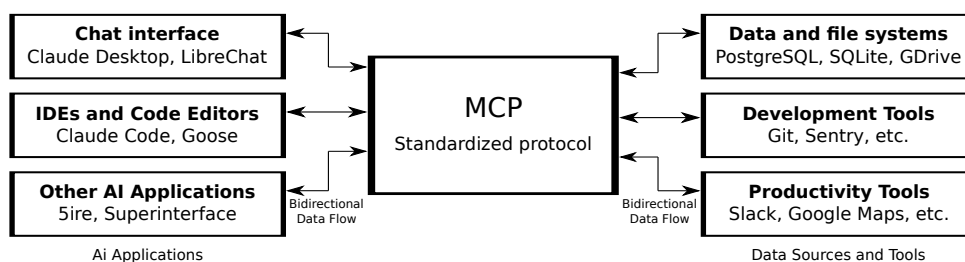 Chat interface
Claude Desktop, LibreChat
IDEs and Code Editors
Claude Code, Goose
Other AI Applications
5ire, Superinterface
Bidirectional
Data Flow
Ai Applications
MCP
Standardized protocol
Data and file systems
PostgreSQL, SQLite, GDrive
Development Tools
Git, Sentry, etc.
Productivity Tools
Slack, Google Maps, etc.
Bidirectional
Data Flow
Data Sources and Tools